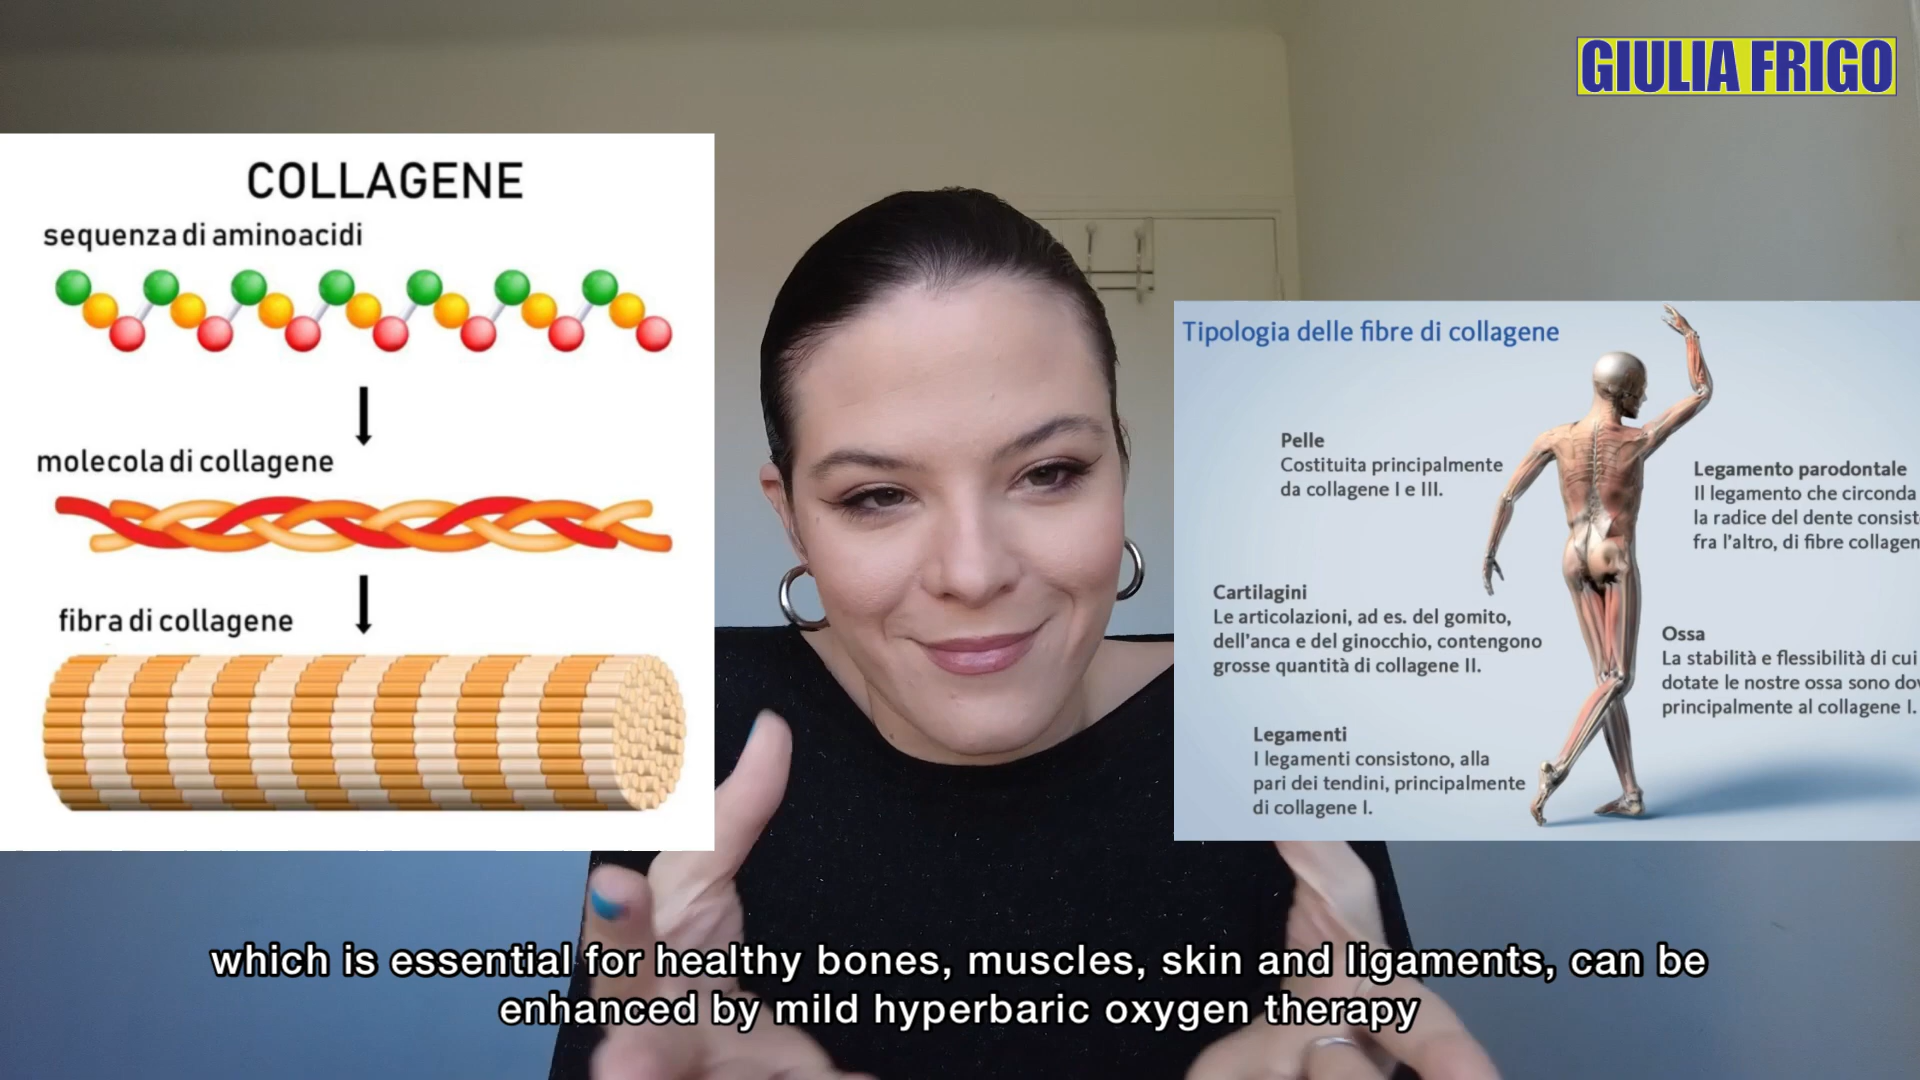 GIULIA FRIGO
COLLAGENE
sequenza di aminoacidi
molecola di collagene
fibra di collagene
Tipologia delle fibre di collagene
Pelle
Costituita principalmente
da collagene I e III.
Cartilagini
Le articolazioni, ad es. del gomito,
dell'anca e del ginocchio, contengono
grosse quantità di collagene II.
Legamenti
I legamenti consistono, alla
pari dei tendini, principalmente
di collagene I.
Legamento parodontale
Il legamento che circonda
la radice del dente consist
fra l'altro, di fibre collagen
Ossa
La stabilità e flessibilità di cui
dotate le nostre ossa sono dov
principalmente al collagene I.
which is essential for healthy bones, muscles, skin and ligaments, can be
enhanced by mild hyperbaric oxygen therapy